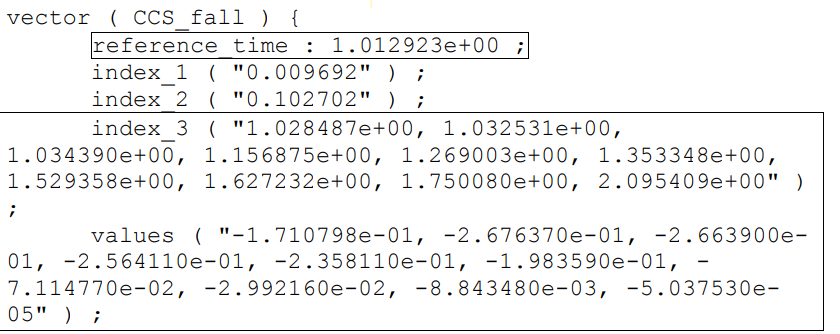 vector ( CCS_fall ) {
reference_time : 1.012923e+00 ;
index_1 ( "0.009692" ) ;
index_2 ( "0.102702" ) ;
index_3 ( "1.028487e+00, 1.032531e+00,
1.034390e+00, 1.156875e+00, 1.269003e+00, 1.353348e+00,
1.529358e+00, 1.627232e+00, 1.750080e+00, 2.095409e+00" )
;
values ( "-1.710798e-01, -2.676370e-01, -2.663900e-
01, -2.564110e-01, -2.358110e-01, -1.983590e-01, -
7.114770e-02, -2.992160e-02, -8.843480e-03, -5.037530e-
05" ) ;